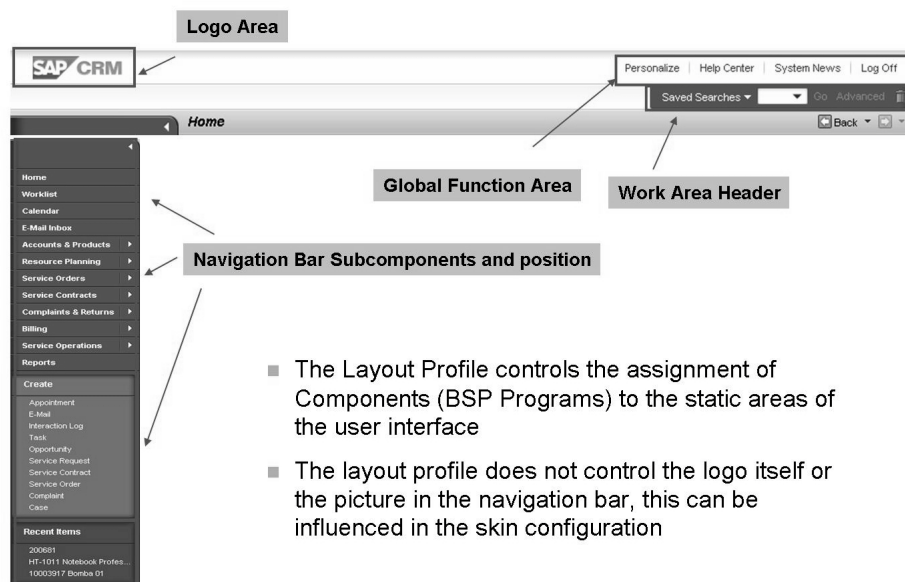 Logo Area
SAP CRM
Personalize | Help Center | System News | Log Off
Saved Searches Go Advanced
Home
Back
Global Function Area
Work Area Header
Home
Worklist
Calendar
E-Mail Inbox
Accounts & Products
Resource Planning
Service Orders
Service Contracts
Complaints & Returns
Billing
Service Operations
Reports
Navigation Bar Subcomponents and position
Create
Appointment
E-Mail
Interaction Log
Task
Opportunity
Service Request
Service Contract
Service Order
Complaint
Case
Recent Items
200681
HT-1011 Notebook Profes...
10003917 Bomba 01
The Layout Profile controls the assignment of
Components (BSP Programs) to the static areas of
the user interface
The layout profile does not control the logo itself or
the picture in the navigation bar, this can be
influenced in the skin configuration